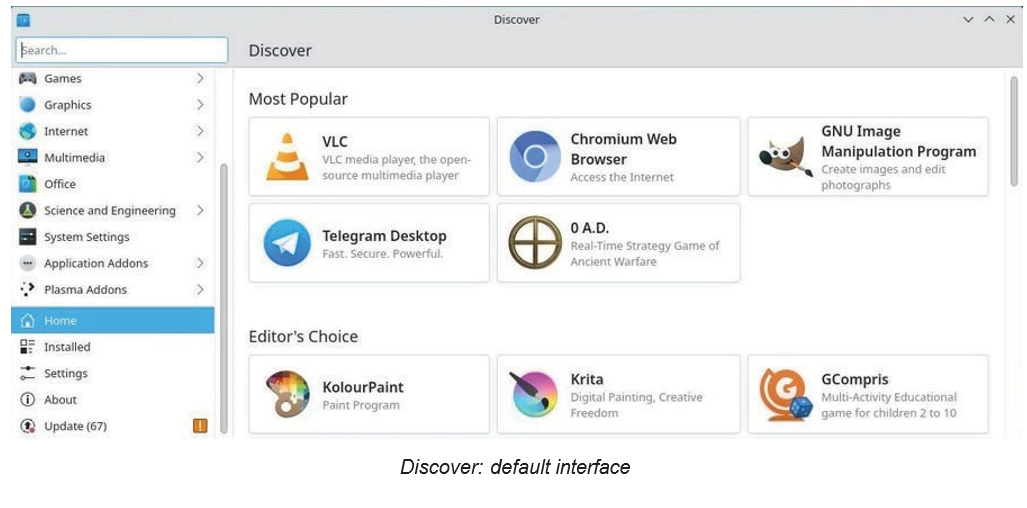 Discover
Search...
Discover
Games
Graphics
Internet
Multimedia
Office
Science and Engineering
System Settings
Application Addons
Plasma Addons
Home
Installed
Settings
About
Update (67)
Most Popular
VLC
VLC media player, the open-
source multimedia player
Chromium Web
Browser
Access the Internet
GNU Image
Manipulation Program
Create images and edit
photographs
Telegram Desktop
Fast. Secure. Powerful.
0 A.D.
Real-Time Strategy Game of
Ancient Warfare
Editor's Choice
KolourPaint
Paint Program
Krita
Digital Painting, Creative
Freedom
GCompris
Multi-Activity Educational
game for children 2 to 10
Discover: default interface